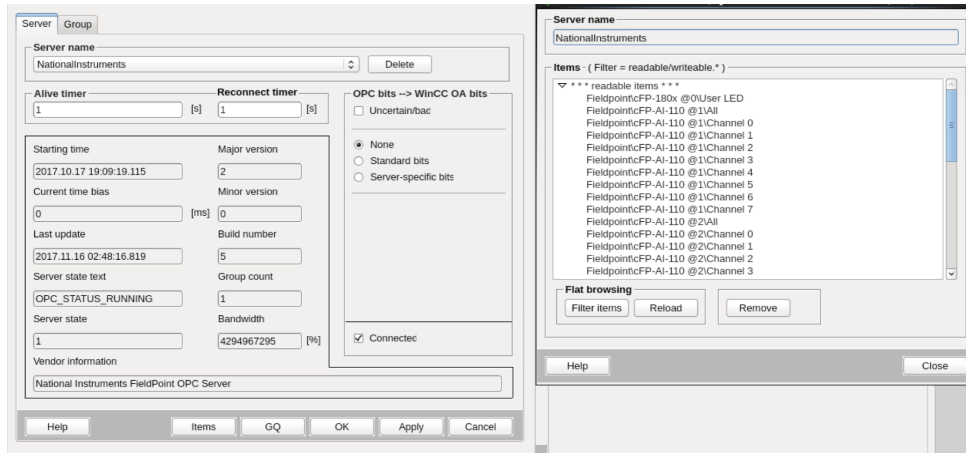 Server Group
Server name
NationalInstruments Delete
Alive timer Reconnect timer OPC bits --> WinCC OA bits
1 [s] 1 [s] Uncertain/bad
None
Starting time Major version
Standard bits
2017.10.17 19:09:19.115 2
Server-specific bits
Current time bias Minor version
0 [ms] 0
Last update Build number
2017.11.16 02:48:16.819 5
Server state text Group count
OPC_STATUS_RUNNING 1
Server state Bandwidth
1 4294967295 [%] Connected
Vendor information
National Instruments FieldPoint OPC Server
Help Items GQ OK Apply Cancel
Server name
NationalInstruments
Items - ( Filter = readable/writeable.* )
* * * readable items * * *
Fieldpoint\cFP-180x @0\User LED
Fieldpoint\cFP-AI-110 @1\All
Fieldpoint\cFP-AI-110 @1\Channel 0
Fieldpoint\cFP-AI-110 @1\Channel 1
Fieldpoint\cFP-AI-110 @1\Channel 2
Fieldpoint\cFP-AI-110 @1\Channel 3
Fieldpoint\cFP-AI-110 @1\Channel 4
Fieldpoint\cFP-AI-110 @1\Channel 5
Fieldpoint\cFP-AI-110 @1\Channel 6
Fieldpoint\cFP-AI-110 @1\Channel 7
Fieldpoint\cFP-AI-110 @2\All
Fieldpoint\cFP-AI-110 @2\Channel 0
Fieldpoint\cFP-AI-110 @2\Channel 1
Fieldpoint\cFP-AI-110 @2\Channel 2
Fieldpoint\cFP-AI-110 @2\Channel 3
Flat browsing
Filter items Reload Remove
Help Close